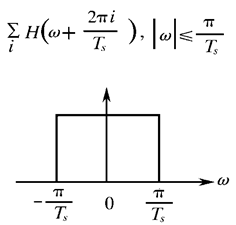 ∑_i H(ω + 2πi/T_s), |ω| ≤ π/T_s
ω
-π/T_s 0 π/T_s